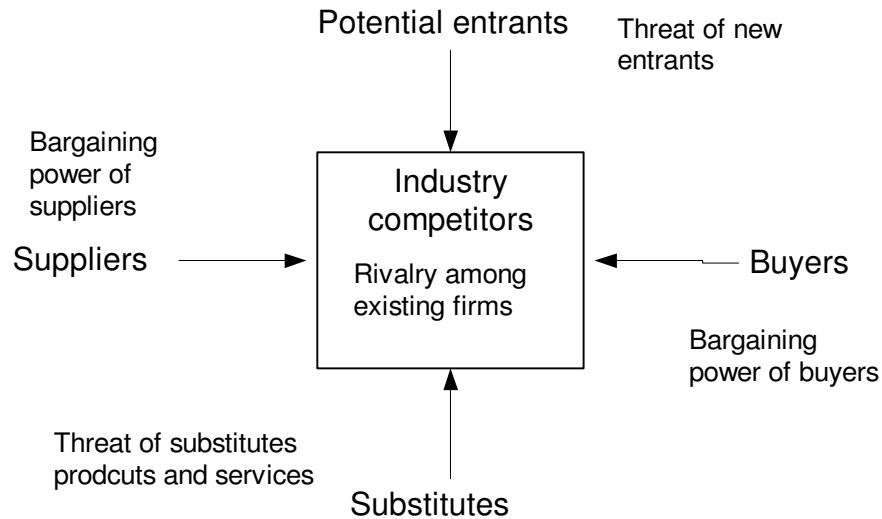 Potential entrants
Threat of new
entrants
Bargaining
power of
suppliers
Suppliers
Industry
competitors
Rivalry among
existing firms
Buyers
Bargaining
power of buyers
Threat of substitutes
prodcuts and services
Substitutes